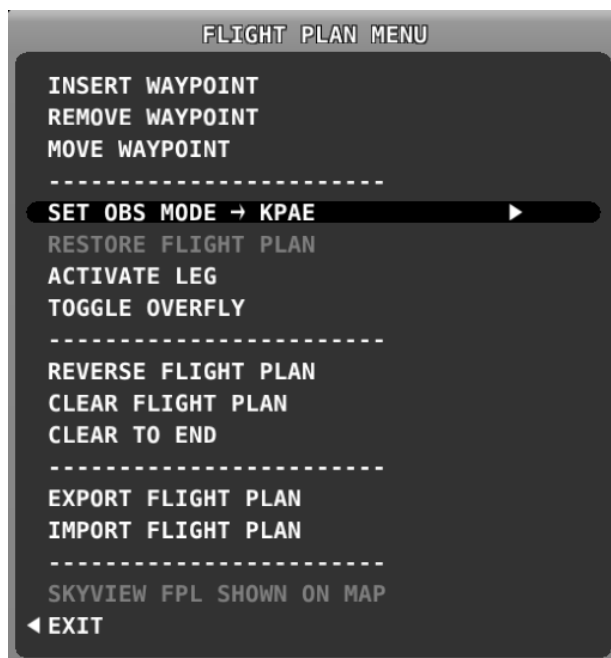 FLIGHT PLAN MENU
INSERT WAYPOINT
REMOVE WAYPOINT
MOVE WAYPOINT
------------------------
SET OBS MODE → KPAE ▶
RESTORE FLIGHT PLAN
ACTIVATE LEG
TOGGLE OVERFLY
------------------------
REVERSE FLIGHT PLAN
CLEAR FLIGHT PLAN
CLEAR TO END
------------------------
EXPORT FLIGHT PLAN
IMPORT FLIGHT PLAN
------------------------
SKYVIEW FPL SHOWN ON MAP
◀ EXIT